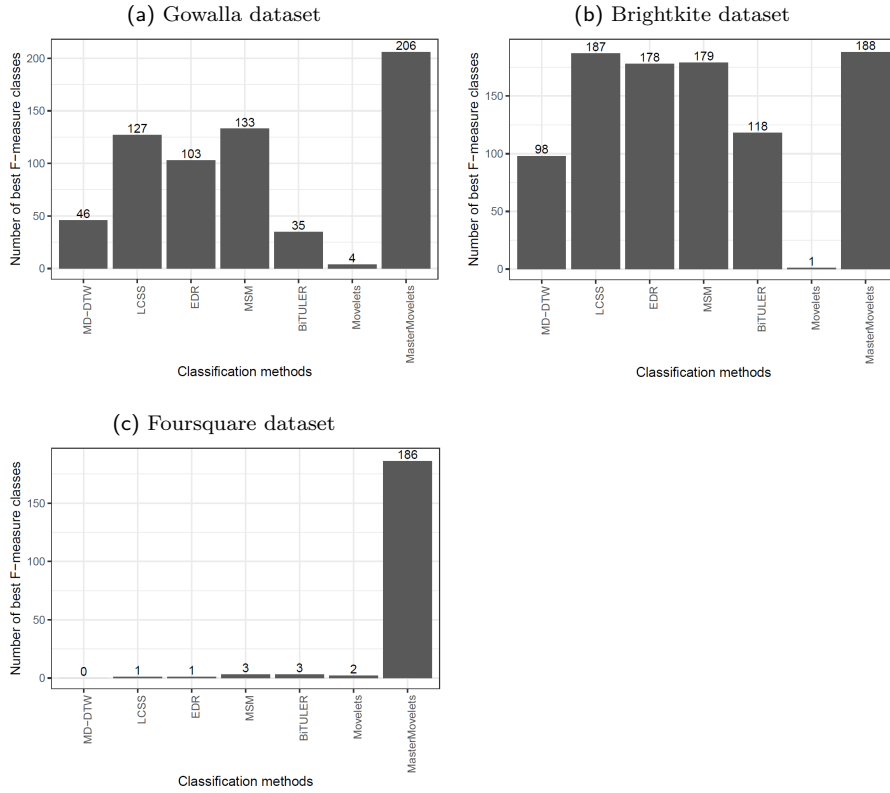 (a) Gowalla dataset
Number of best F−measure classes
200
150
100
50
0
46
127
103
133
35
4
206
MD−DTW
LCSS
EDR
MSM
BiTULER
Movelets
MasterMovelets
Classification methods
(b) Brightkite dataset
Number of best F−measure classes
150
100
50
0
98
187
178
179
118
1
188
MD−DTW
LCSS
EDR
MSM
BiTULER
Movelets
MasterMovelets
Classification methods
(c) Foursquare dataset
Number of best F−measure classes
150
100
50
0
0
1
1
3
3
2
186
MD−DTW
LCSS
EDR
MSM
BiTULER
Movelets
MasterMovelets
Classification methods